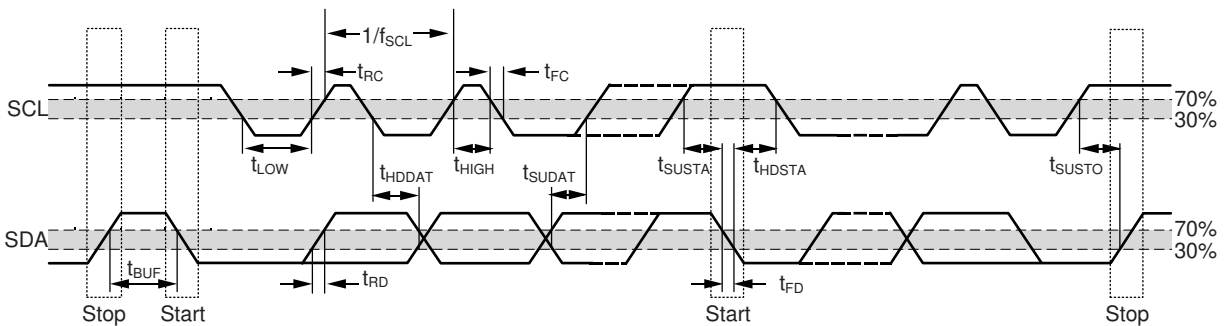 1/fSCL
tRC
tFC
SCL
70%
30%
tLOW
tHDDAT
tHIGH
tSUDAT
tSUSTA
tHDSTA
tSUSTO
SDA
70%
30%
tBUF
tRD
tFD
Stop
Start
Start
Stop